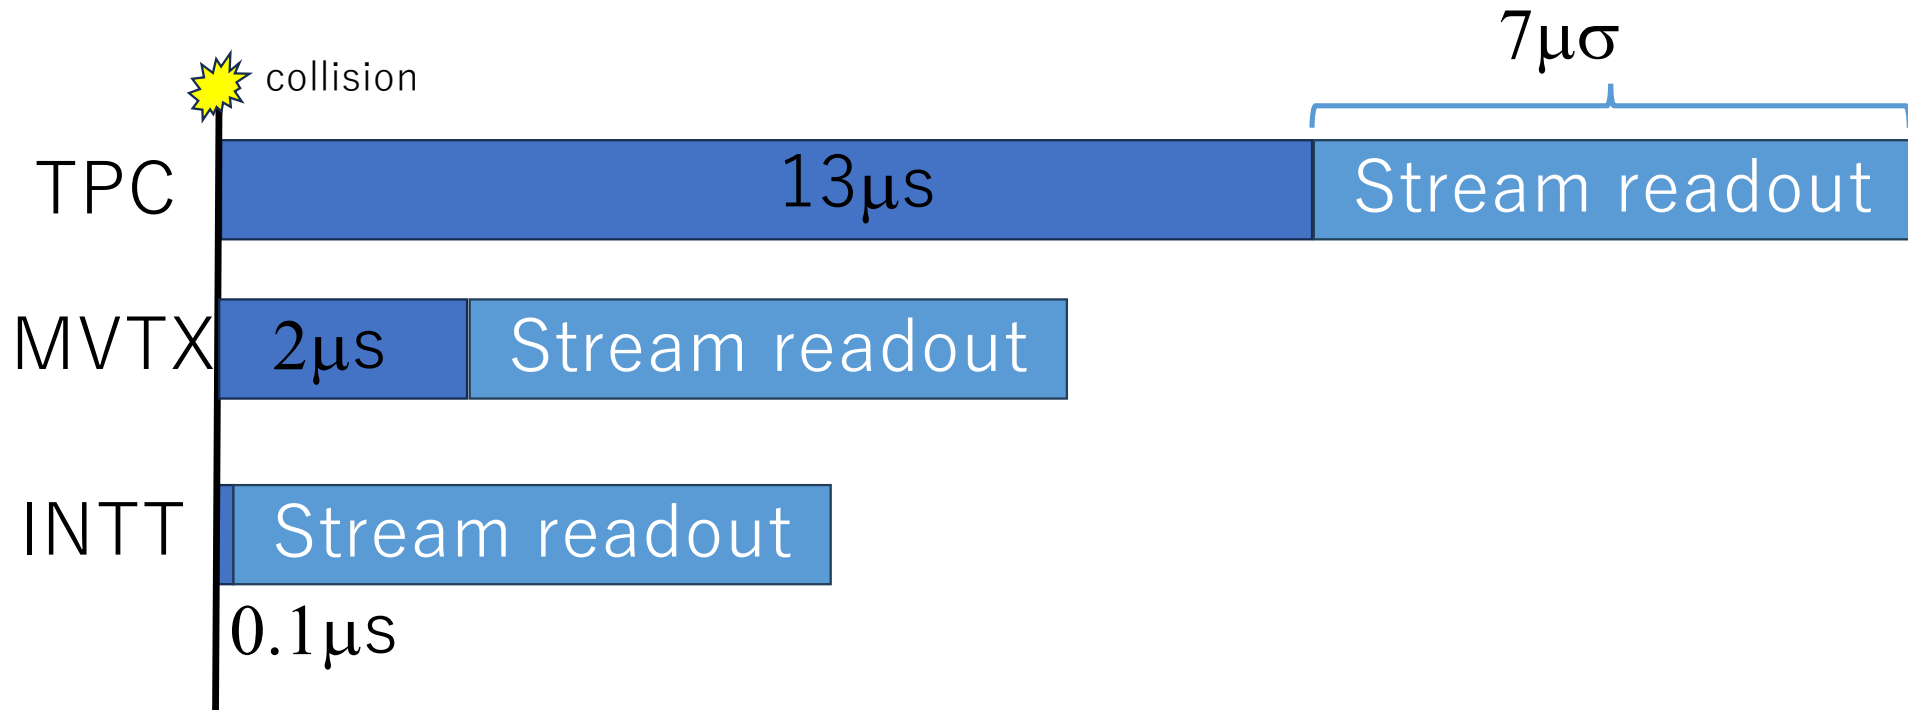 7μσ
collision
TPC 13μs Stream readout
MVTX 2μs Stream readout
INTT Stream readout
0.1μs